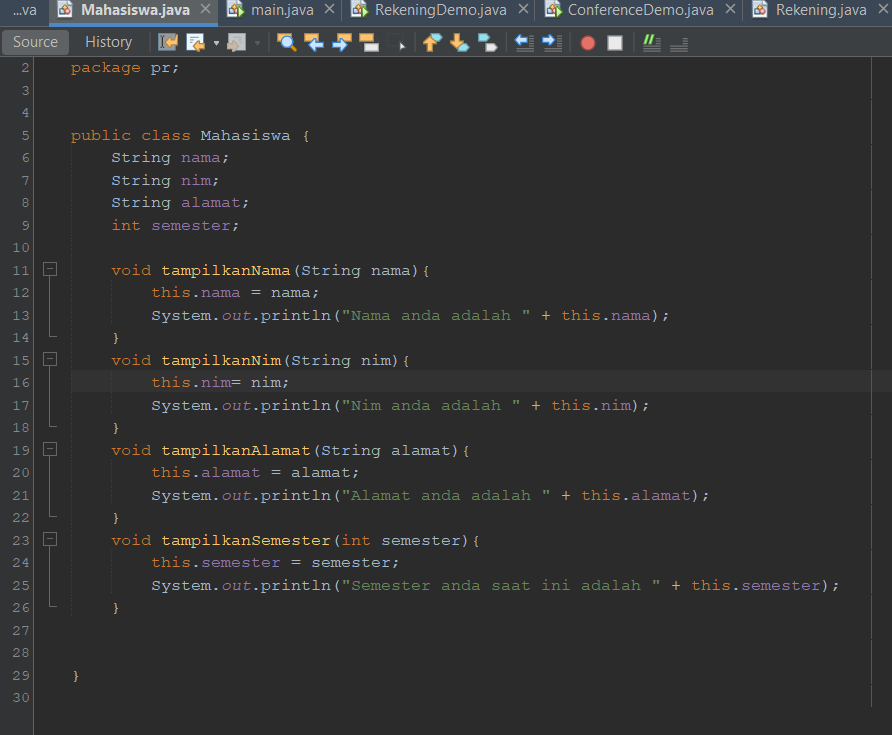 ...va Mahasiswa.java main.java RekeningDemo.java ConferenceDemo.java Rekening.java
Source History
2 package pr;
3
4
5 public class Mahasiswa {
6 String nama;
7 String nim;
8 String alamat;
9 int semester;
10
11 void tampilkanNama(String nama){
12 this.nama = nama;
13 System.out.println("Nama anda adalah " + this.nama);
14 }
15 void tampilkanNim(String nim){
16 this.nim= nim;
17 System.out.println("Nim anda adalah " + this.nim);
18 }
19 void tampilkanAlamat(String alamat){
20 this.alamat = alamat;
21 System.out.println("Alamat anda adalah " + this.alamat);
22 }
23 void tampilkanSemester(int semester){
24 this.semester = semester;
25 System.out.println("Semester anda saat ini adalah " + this.semester);
26 }
27
28
29 }
30